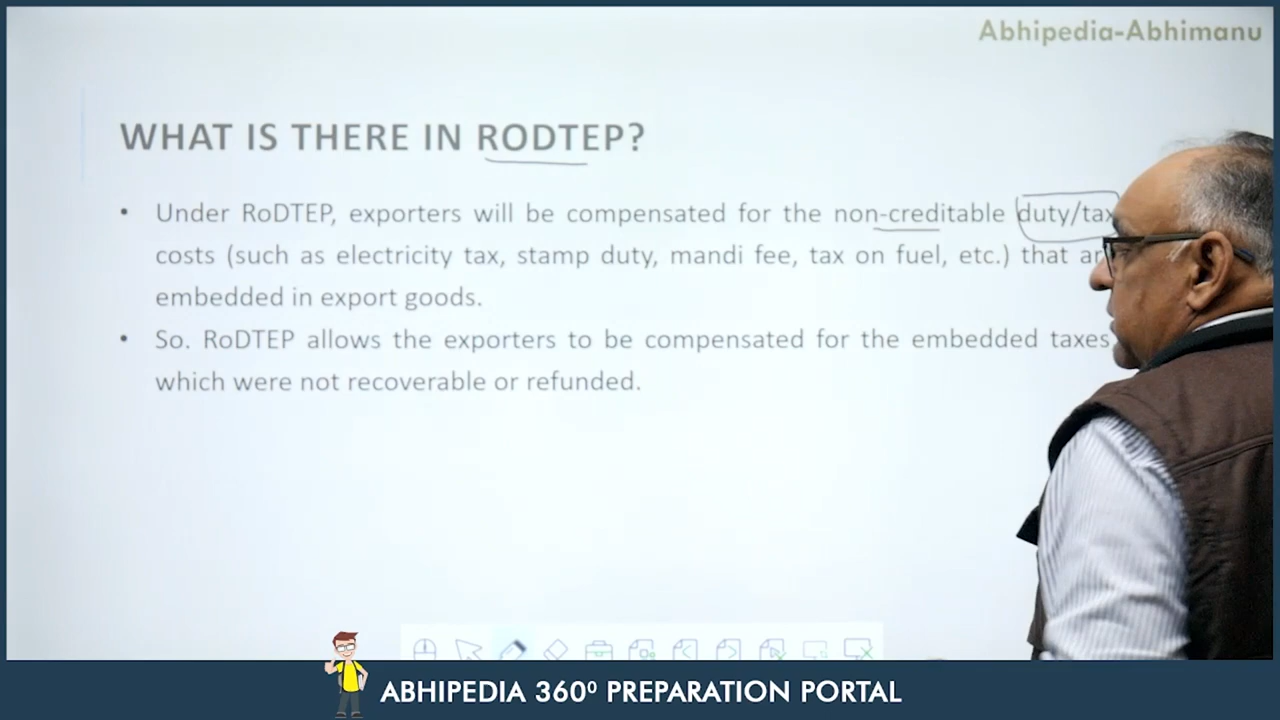 Abhipedia-Abhimanu
WHAT IS THERE IN RODTEP?
• Under RoDTEP, exporters will be compensated for the non-creditable duty/tax
costs (such as electricity tax, stamp duty, mandi fee, tax on fuel, etc.) that
embedded in export goods.
• So. RoDTEP allows the exporters to be compensated for the embedded taxes
which were not recoverable or refunded.
ABHIPEDIA 360⁰ PREPARATION PORTAL